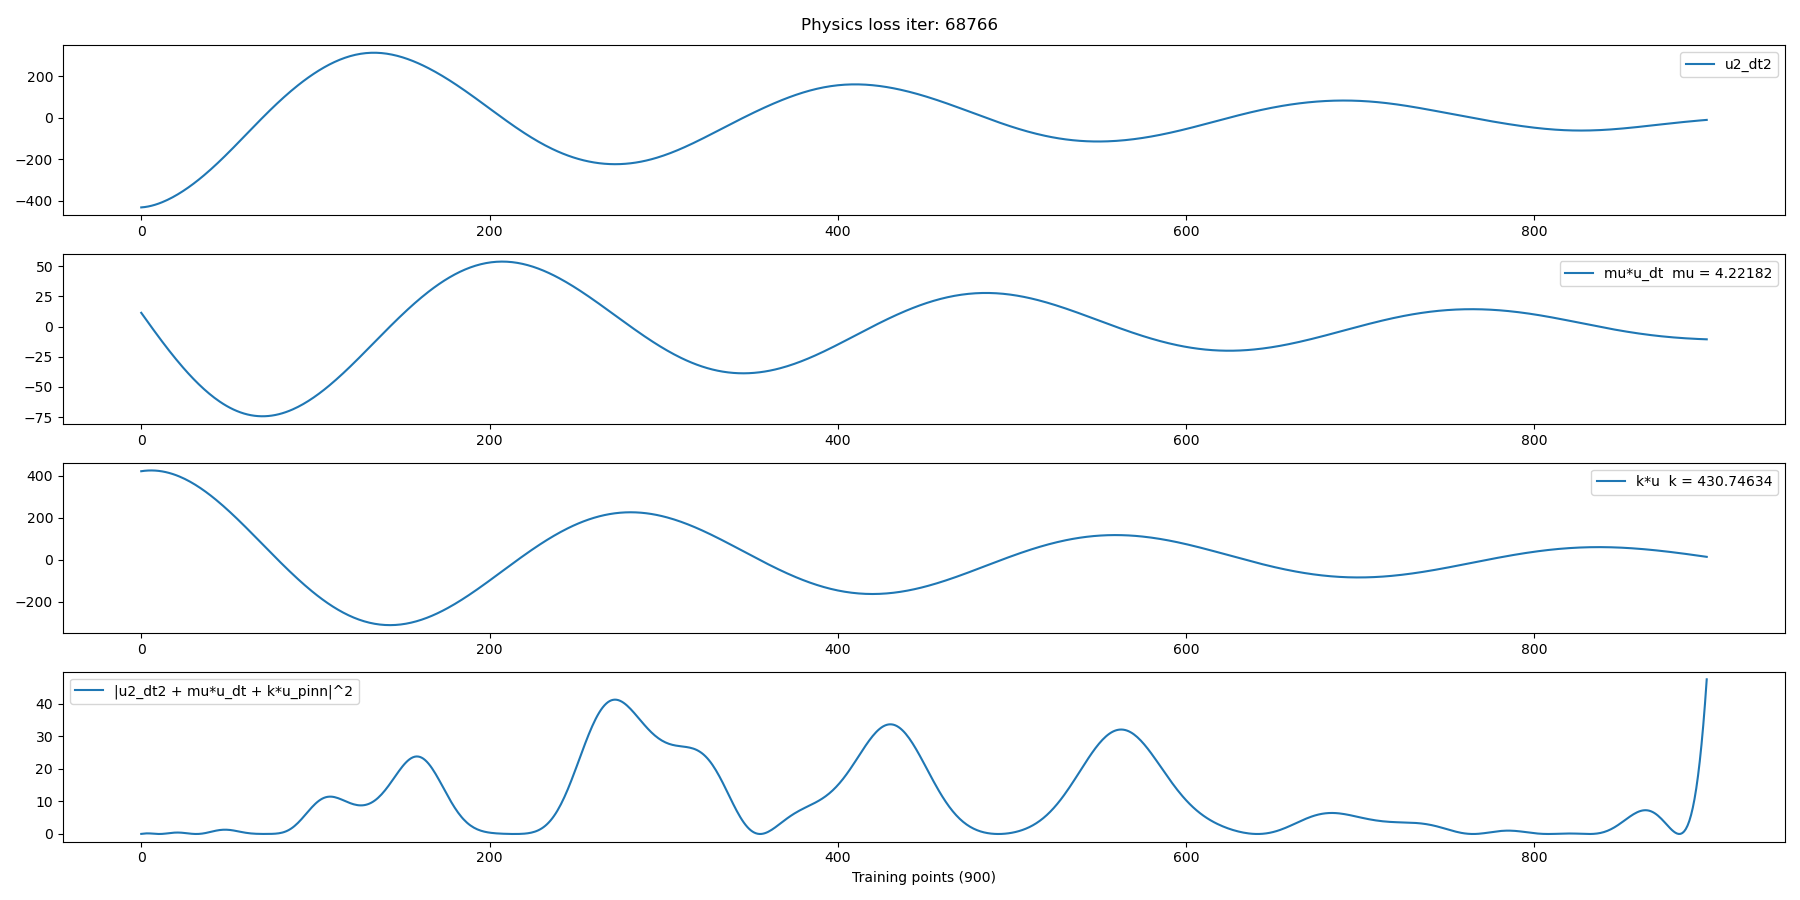 Physics loss iter: 68766
u2_dt2
200
0
−200
−400
0 200 400 600 800
mu*u_dt  mu = 4.22182
50
25
0
−25
−50
−75
0 200 400 600 800
k*u  k = 430.74634
400
200
0
−200
0 200 400 600 800
|u2_dt2 + mu*u_dt + k*u_pinn|^2
40
30
20
10
0
0 200 400 600 800
Training points (900)